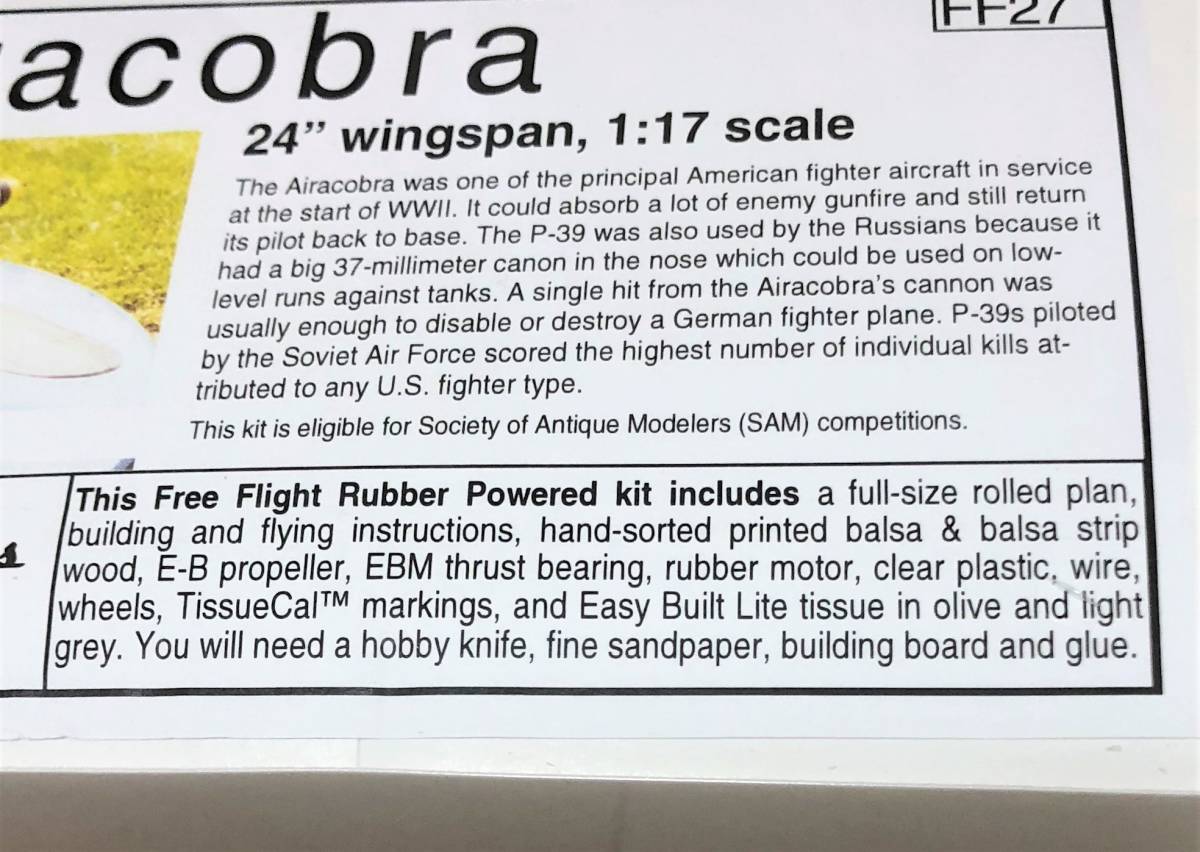 FF27
acobra
24” wingspan, 1:17 scale
The Airacobra was one of the principal American fighter aircraft in service
at the start of WWII. It could absorb a lot of enemy gunfire and still return
its pilot back to base. The P-39 was also used by the Russians because it
had a big 37-millimeter canon in the nose which could be used on low-
level runs against tanks. A single hit from the Airacobra’s cannon was
usually enough to disable or destroy a German fighter plane. P-39s piloted
by the Soviet Air Force scored the highest number of individual kills at-
tributed to any U.S. fighter type.
This kit is eligible for Society of Antique Modelers (SAM) competitions.
This Free Flight Rubber Powered kit includes a full-size rolled plan,
building and flying instructions, hand-sorted printed balsa & balsa strip
wood, E-B propeller, EBM thrust bearing, rubber motor, clear plastic, wire,
wheels, TissueCal™ markings, and Easy Built Lite tissue in olive and light
grey. You will need a hobby knife, fine sandpaper, building board and glue.